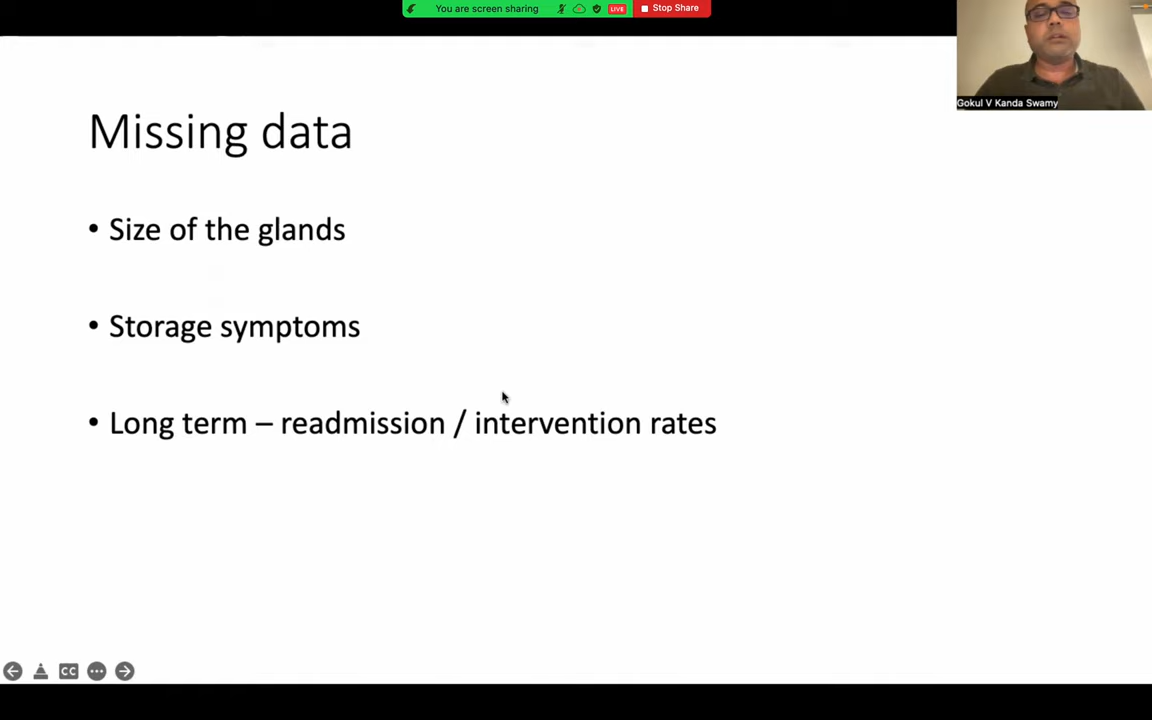 You are screen sharing
LIVE
Stop Share
Gokul V Kanda Swamy
Missing data
• Size of the glands
• Storage symptoms
• Long term – readmission / intervention rates
CC